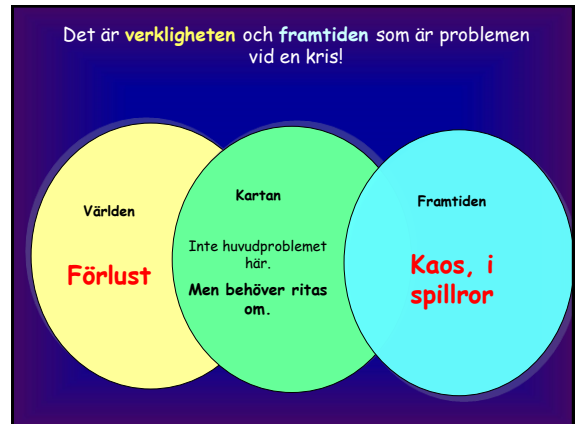 Det är verkligheten och framtiden som är problemen
vid en kris!
Världen
Förlust
Kartan
Inte huvudproblemet
här.
Men behöver ritas
om.
Framtiden
Kaos, i
spillror